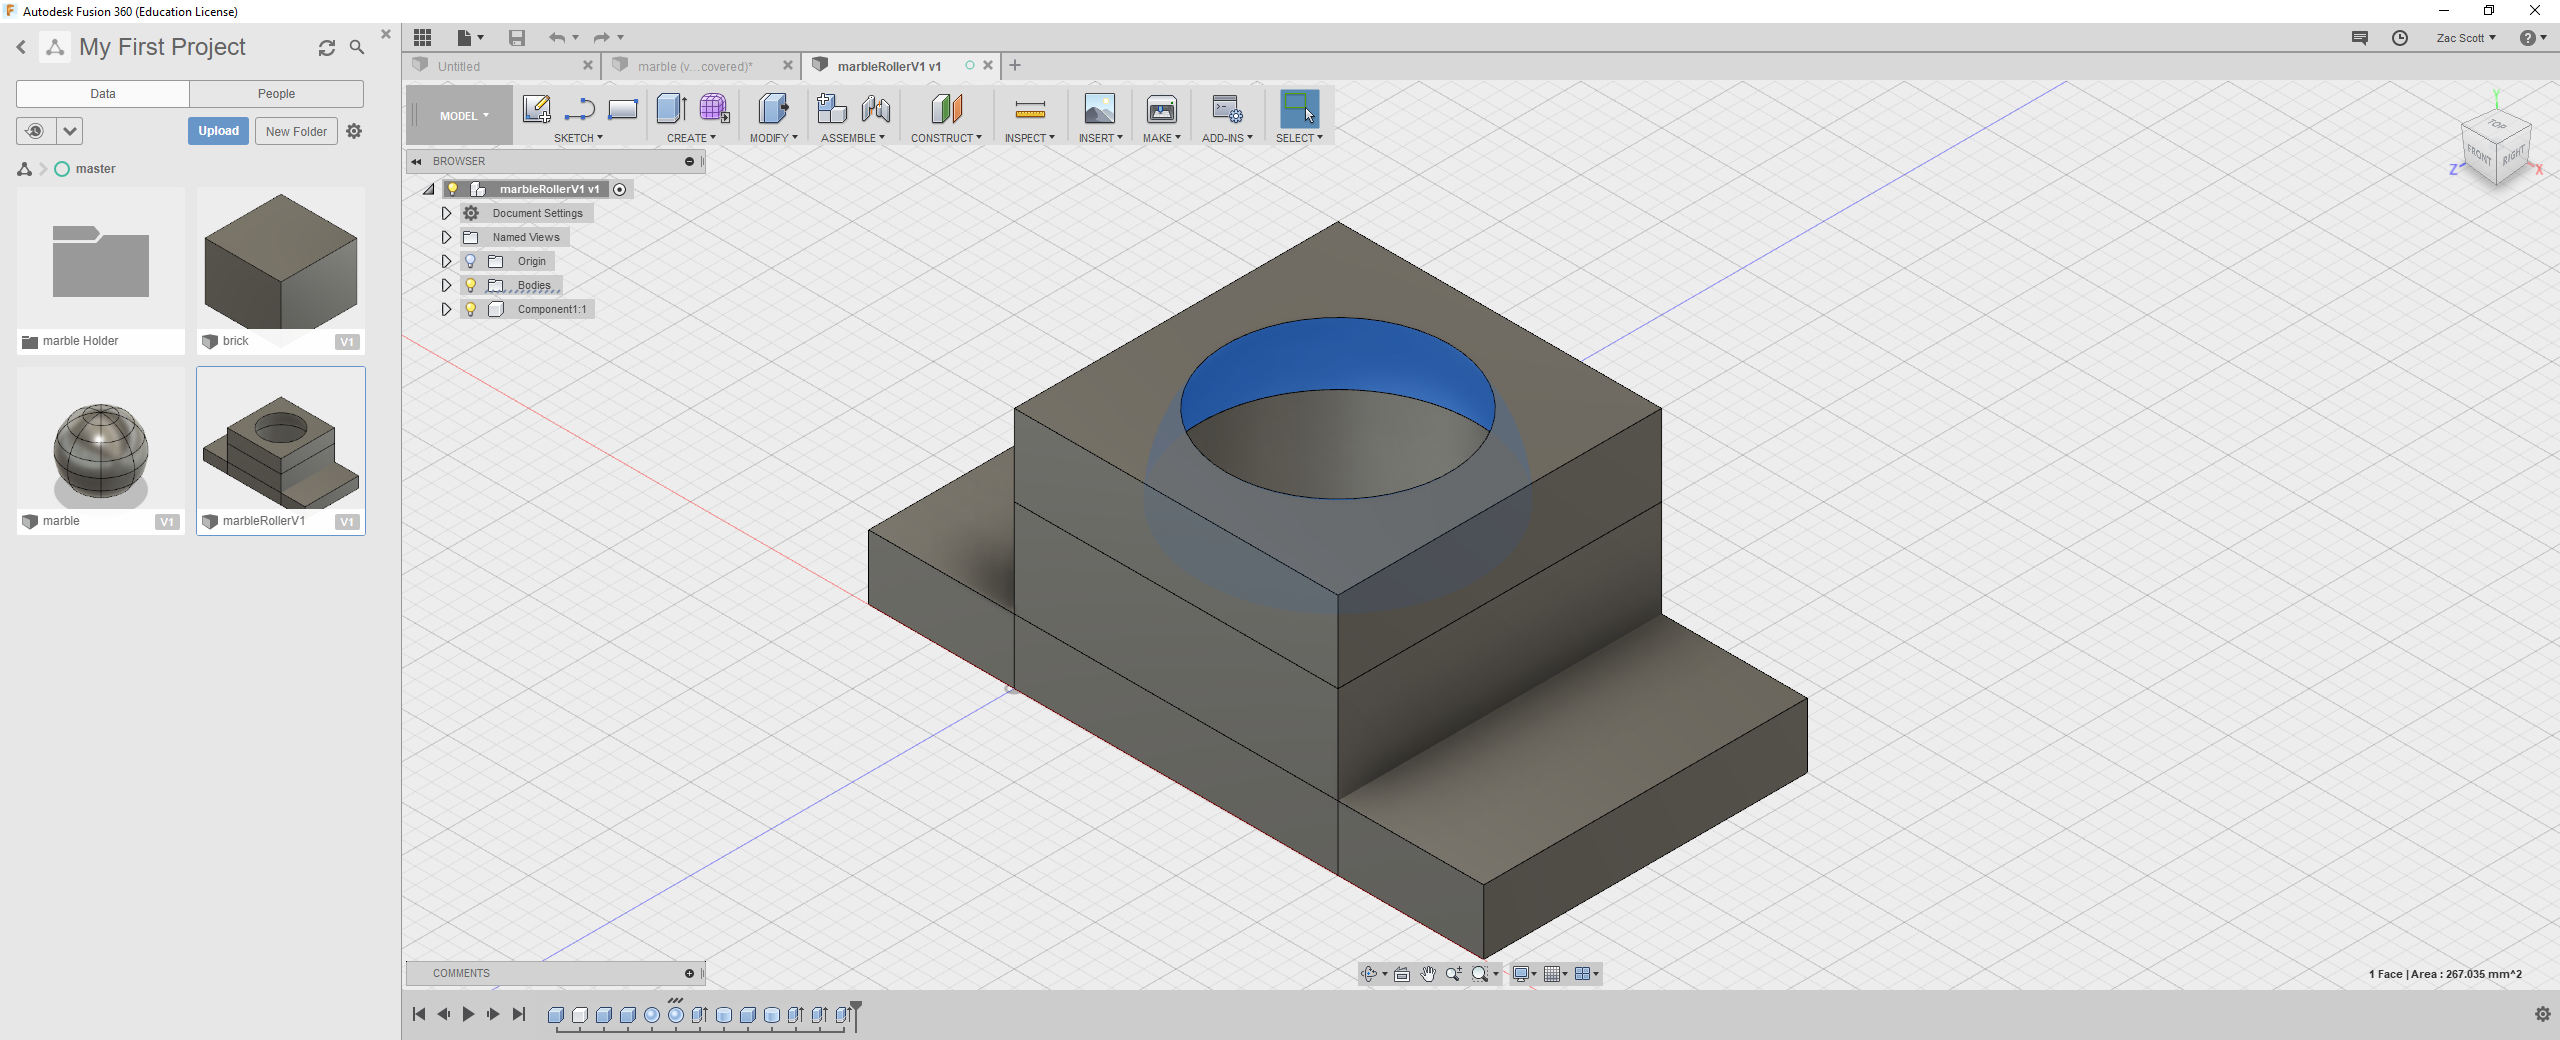 Autodesk Fusion 360 (Education License)
My First Project
Data People
Upload New Folder
master
marble Holder
brick V1
marble V1
marbleRollerV1 V1
Zac Scott
Untitled
marble (v...covered)*
marbleRollerV1 v1
MODEL
SKETCH CREATE MODIFY ASSEMBLE CONSTRUCT INSPECT INSERT MAKE ADD-INS SELECT
BROWSER
marbleRollerV1 v1
Document Settings
Named Views
Origin
Bodies
Component1:1
Y
TOP
FRONT RIGHT
Z X
COMMENTS
1 Face | Area : 267.035 mm^2